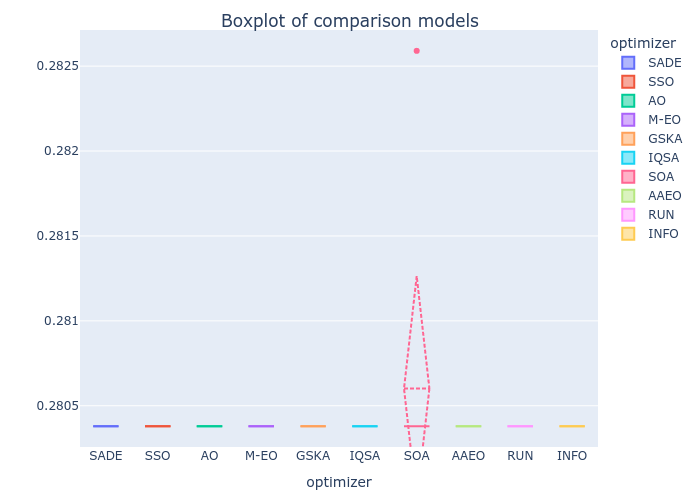 Boxplot of comparison models
optimizer
SADE
SSO
AO
M-EO
GSKA
IQSA
SOA
AAEO
RUN
INFO
0.2825
0.282
0.2815
0.281
0.2805
SADE SSO AO M-EO GSKA IQSA SOA AAEO RUN INFO
optimizer